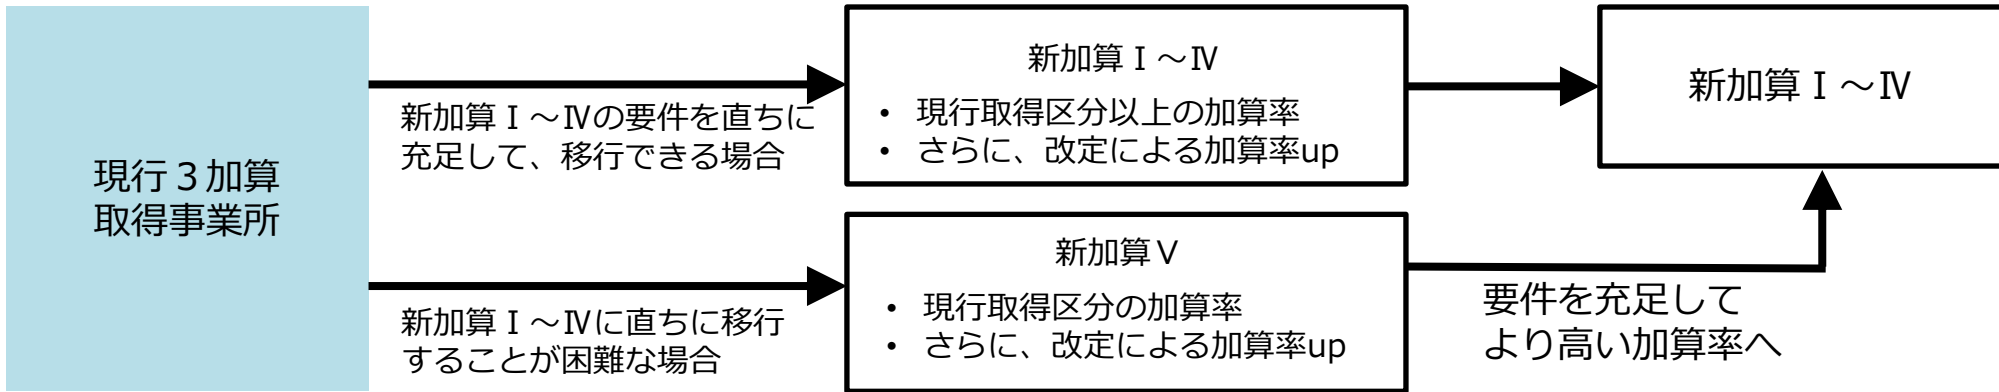 現行３加算
取得事業所
新加算Ⅰ～Ⅳの要件を直ちに
充足して、移行できる場合
新加算Ⅰ～Ⅳに直ちに移行
することが困難な場合
新加算Ⅰ～Ⅳ
• 現行取得区分以上の加算率
• さらに、改定による加算率up
新加算Ⅴ
• 現行取得区分の加算率
• さらに、改定による加算率up
新加算Ⅰ～Ⅳ
要件を充足して
より高い加算率へ